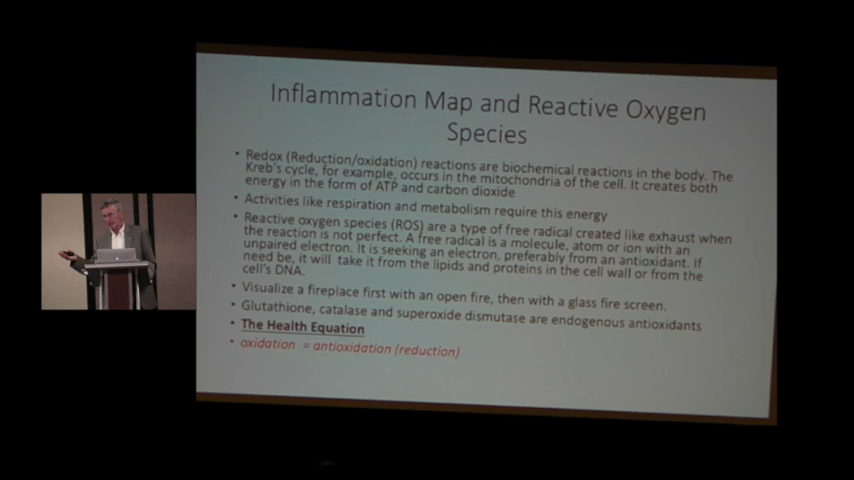 Inflammation Map and Reactive Oxygen
Species
• Redox (Reduction/oxidation) reactions are biochemical reactions in the body. The
Kreb's cycle, for example, occurs in the mitochondria of the cell. It creates both
energy in the form of ATP and carbon dioxide
• Activities like respiration and metabolism require this energy
• Reactive oxygen species (ROS) are a type of free radical created like exhaust when
the reaction is not perfect. A free radical is a molecule, atom or ion with an
unpaired electron. It is seeking an electron, preferably from an antioxidant. If
need be, it will take it from the lipids and proteins in the cell wall or from the
cell's DNA.
• Visualize a fireplace first with an open fire, then with a glass fire screen.
• Glutathione, catalase and superoxide dismutase are endogenous antioxidants
• The Health Equation
• oxidation = antioxidation (reduction)